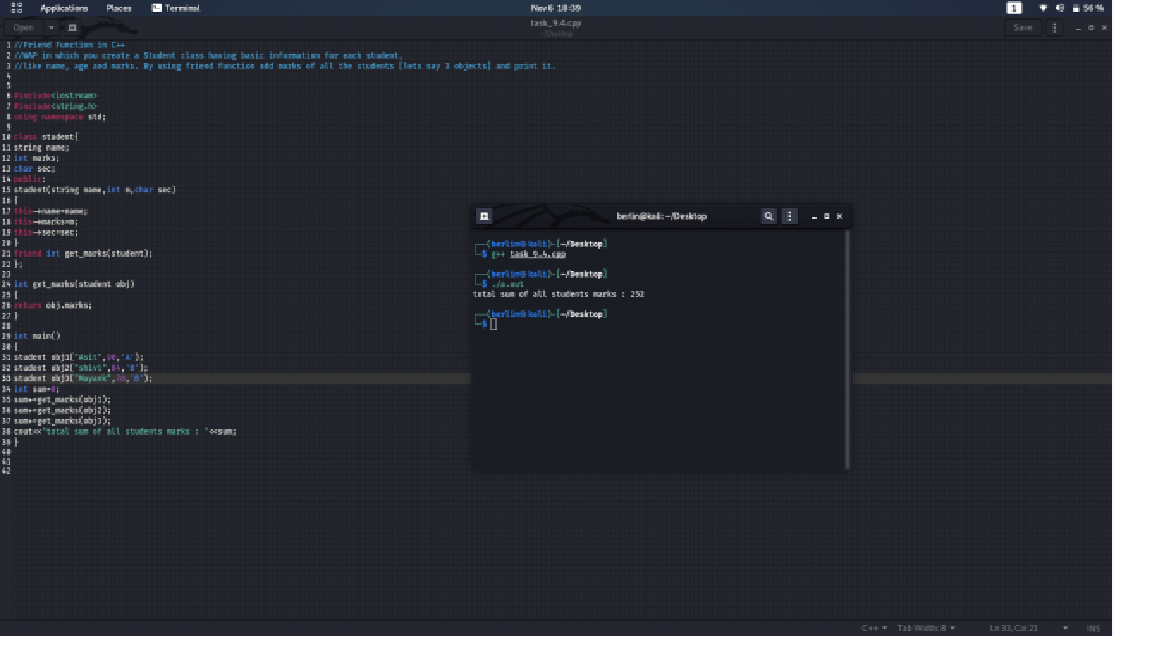 Applications Places Terminal Nov 6 18:39 1 56 %
Open task_9.4.cpp Save
~/Desktop
1 //Friend Function in C++
2 //WAP in which you create a Student class having basic information for each student,
3 //like name, age and marks. By using friend function add marks of all the students [lets say 3 objects] and print it.
4
5
6 #include<iostream>
7 #include<string.h>
8 using namespace std;
9
10 class student{
11 string name;
12 int marks;
13 char sec;
14 public:
15 student(string name,int m,char sec)
16 {
17 this->name=name;
18 this->marks=m;
19 this->sec=sec;
20 }
21 friend int get_marks(student);
22 };
23
24 int get_marks(student obj)
25 {
26 return obj.marks;
27 }
28
29 int main()
30 {
31 student obj1("Asit",90,'A');
32 student obj2("shivi",84,'B');
33 student obj3("Mayank",78,'B');
34 int sum=0;
35 sum+=get_marks(obj1);
36 sum+=get_marks(obj2);
37 sum+=get_marks(obj3);
38 cout<<"total sum of all students marks : "<<sum;
39 }
40
41
42
berlin@kali: ~/Desktop
(berlin㉿kali)-[~/Desktop]
$ g++ task_9.4.cpp
(berlin㉿kali)-[~/Desktop]
$ ./a.out
total sum of all students marks : 252
(berlin㉿kali)-[~/Desktop]
$
C++ Tab Width: 8 Ln 33, Col 21 INS